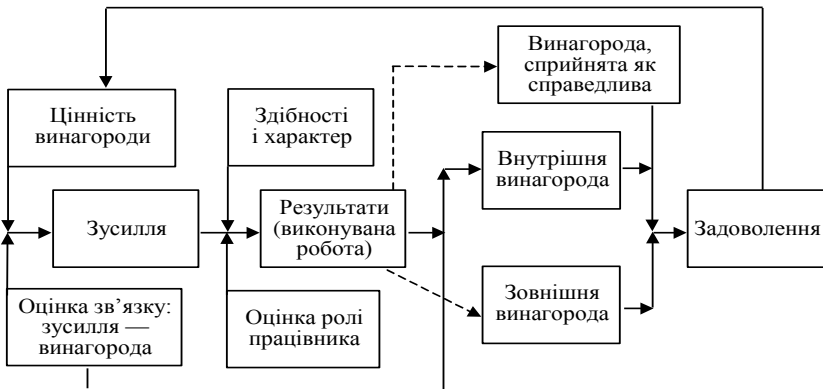 Винагорода,
сприйнята як
справедлива
Цінність
винагороди
Здібності
і характер
Внутрішня
винагорода
Зусилля
Результати
(виконувана
робота)
Задоволення
Оцінка зв’язку:
зусилля —
винагорода
Оцінка ролі
працівника
Зовнішня
винагорода